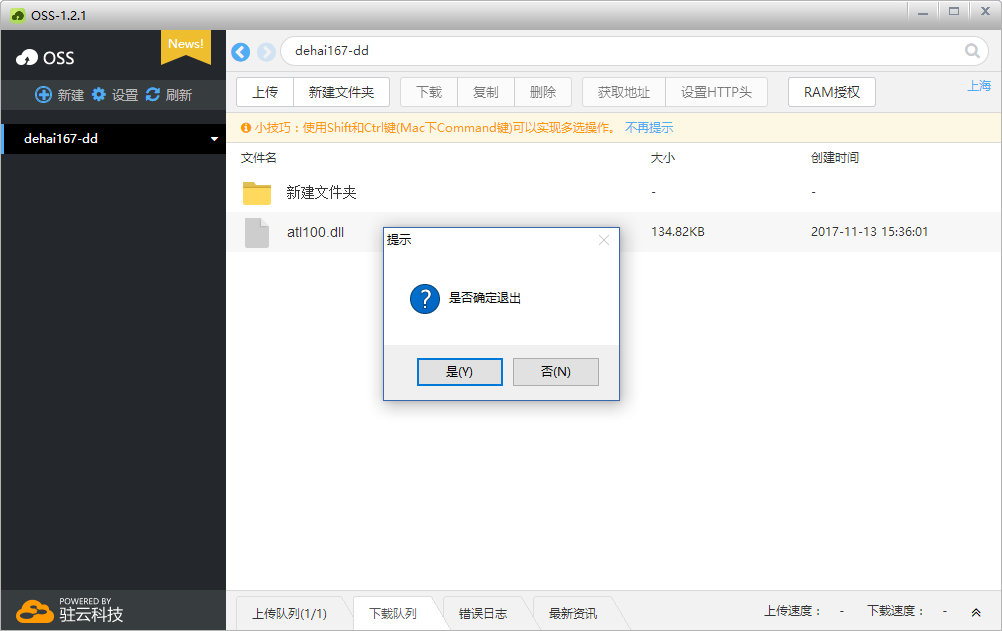 OSS-1.2.1
OSS
News!
新建 设置 刷新
dehai167-dd
dehai167-dd
上传 新建文件夹 下载 复制 删除 获取地址 设置HTTP头 RAM授权 上海
小技巧：使用Shift和Ctrl键(Mac下Command键)可以实现多选操作。 不再提示
文件名 大小 创建时间
新建文件夹 - -
atl100.dll 134.82KB 2017-11-13 15:36:01
提示
是否确定退出
是(Y) 否(N)
POWERED BY
驻云科技
上传队列(1/1) 下载队列 错误日志 最新资讯 上传速度： - 下载速度： -